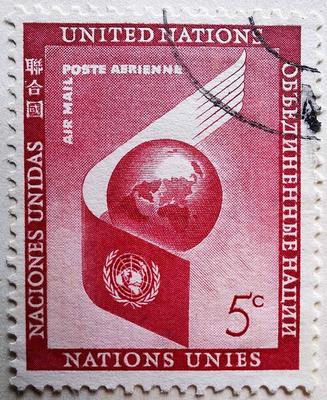 UNITED NATIONS
POSTE AERIENNE
AIR MAIL
聯合國
NACIONES UNIDAS
ОБЪЕДИНЕННЫЕ НАЦИИ
5c
NATIONS UNIES